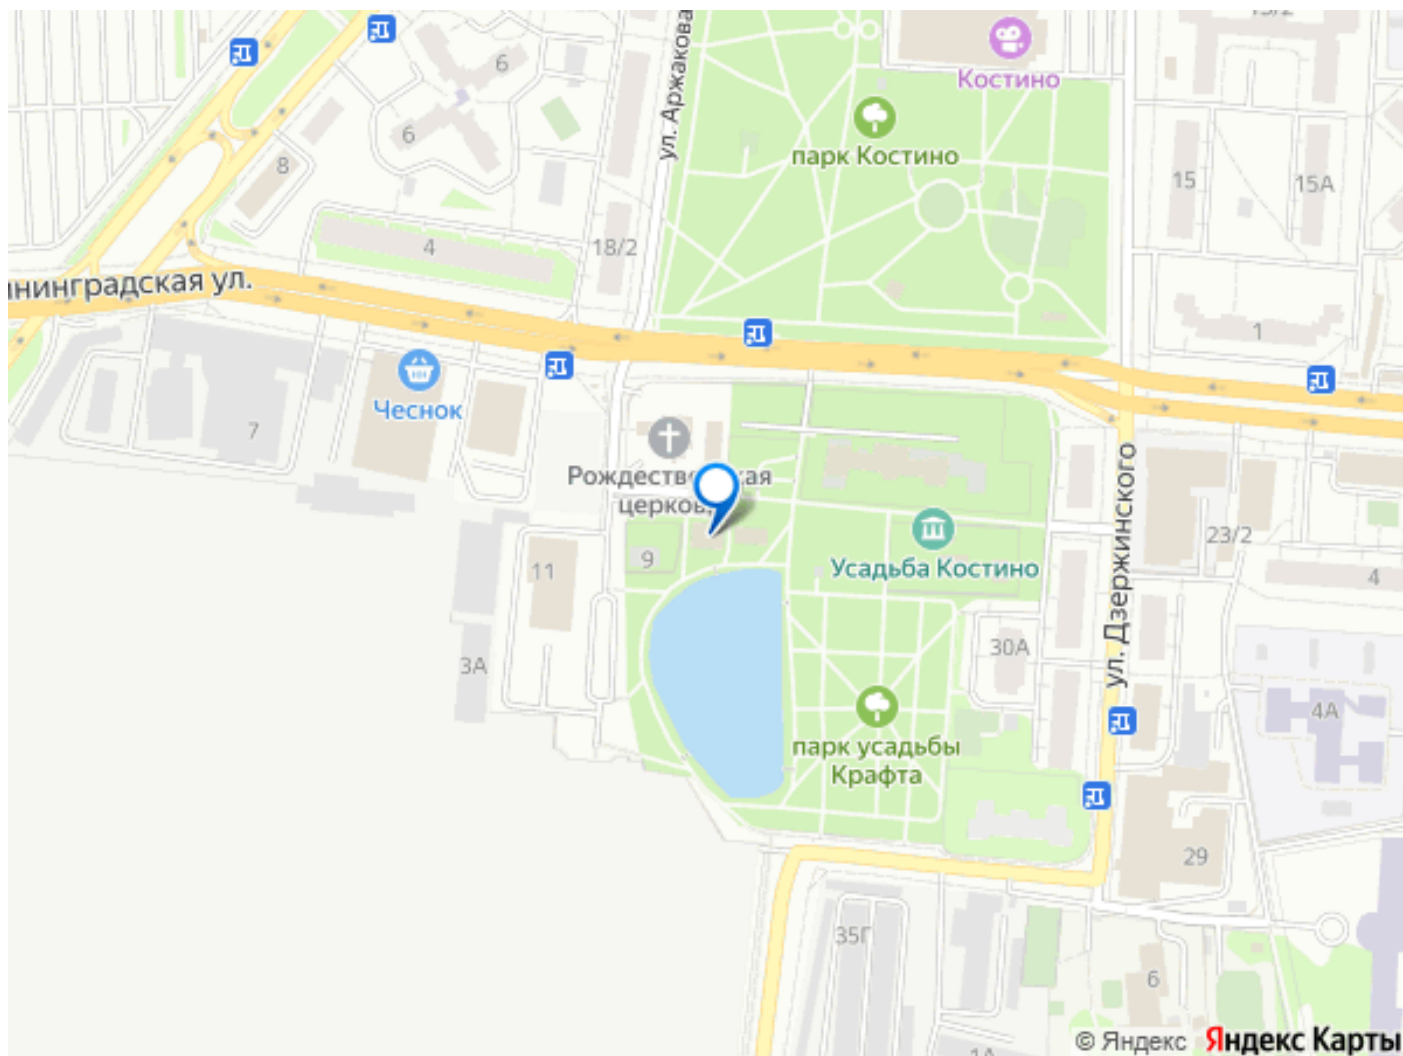 6
ул. Аржакова
Костино
парк Костино
6
8
15
15А
4
18/2
нинградская ул.
1
Чеснок
7
Рождественская
церковь
23/2
9
11
Усадьба Костино
ул. Дзержинского
4
30А
3А
4А
парк усадьбы
Крафта
29
35Г
6
1А
© Яндекс Яндекс Карты